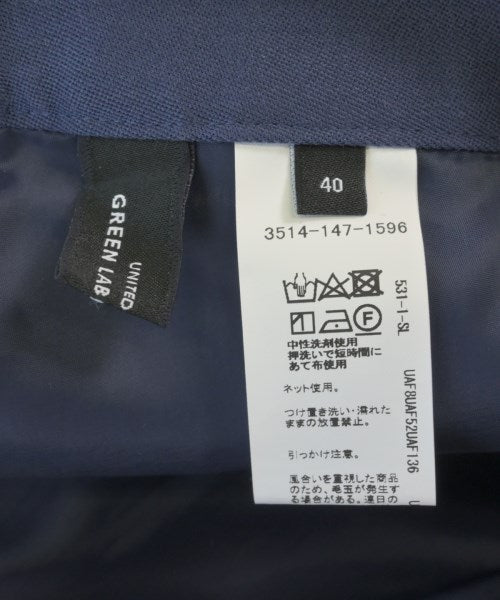 UNITED
GREEN LAB
40
3514-147-1596
中性洗剤使用
押洗いで短時間に
あて布使用
ネット使用。
つけ置き洗い・濡れた
ままの放置禁止。
引っかけ注意。
風合いを重視した商品
のため、毛玉が発生す
る場合がある。連日の
531-I-SL
UAF8UAF52UAF136